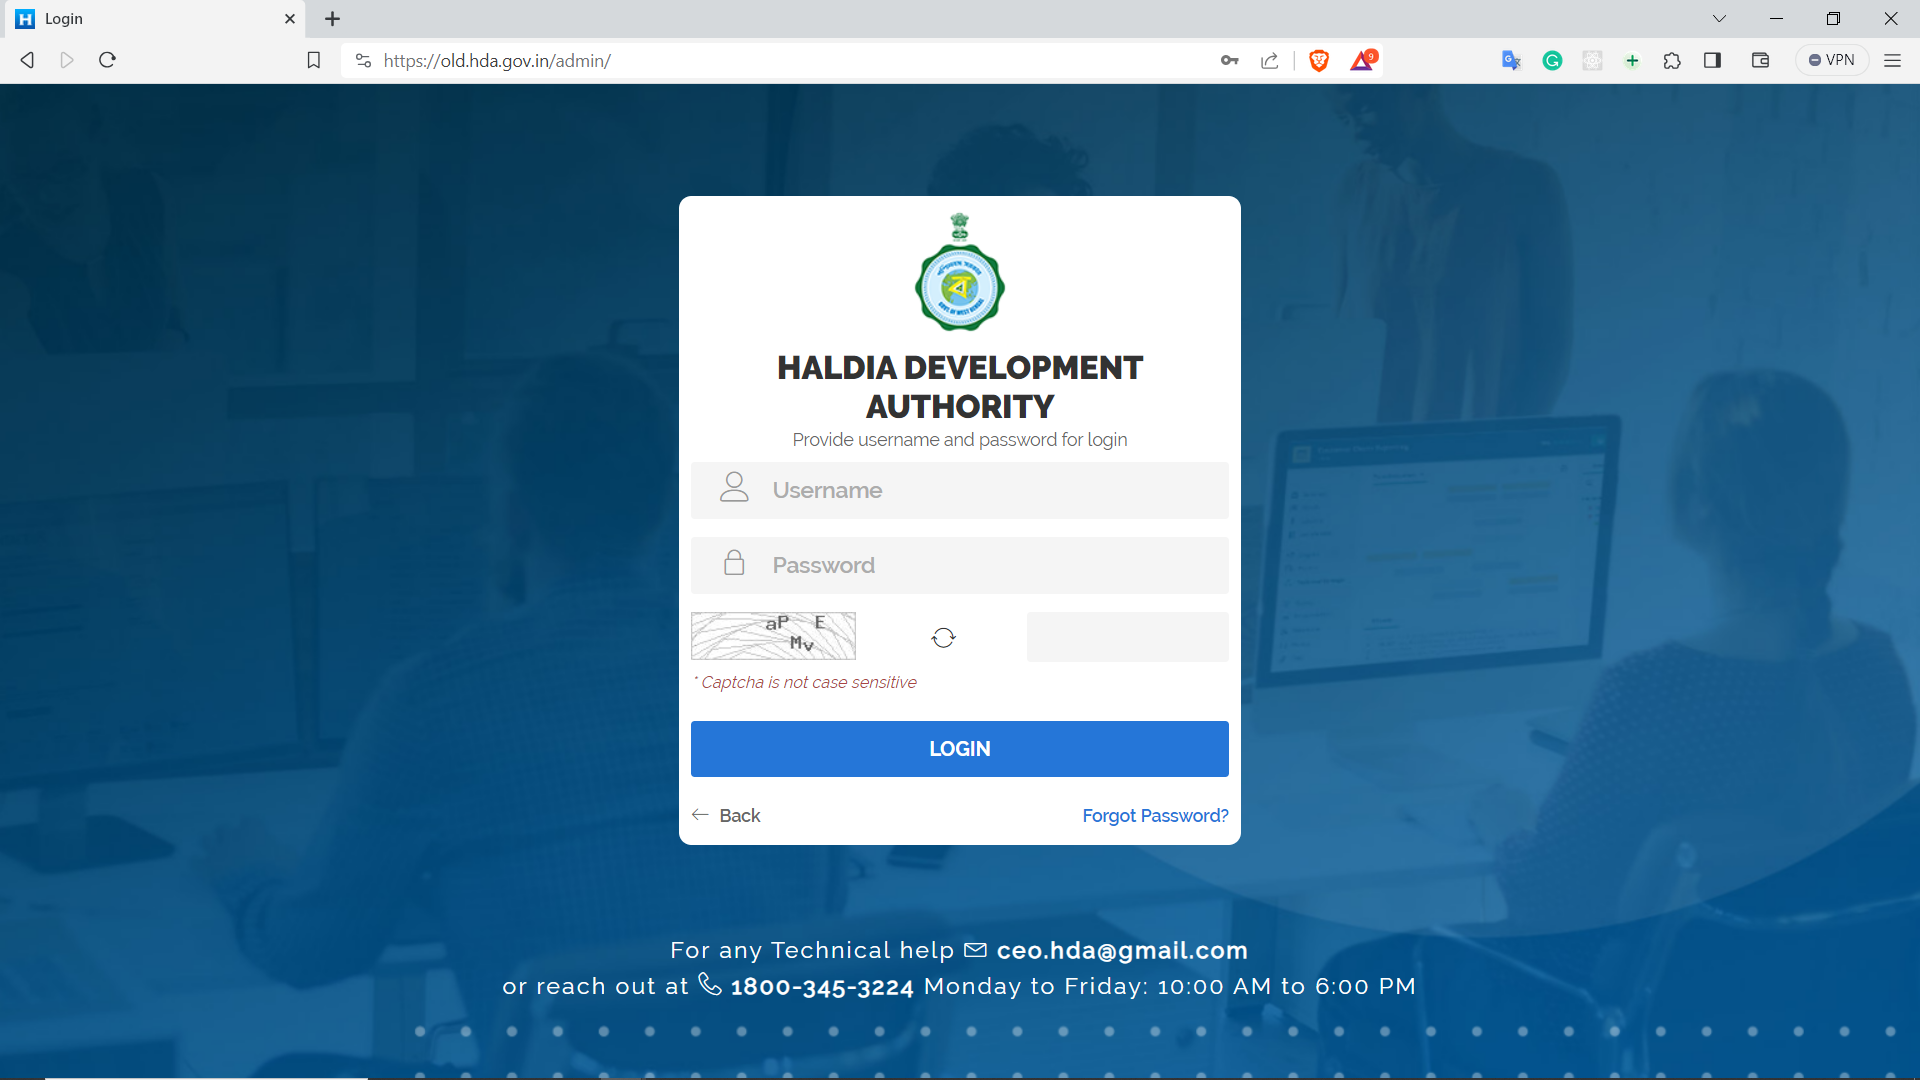 Login
https://old.hda.gov.in/admin/
9
VPN
HALDIA DEVELOPMENT
AUTHORITY
Provide username and password for login
Username
Password
aP E
Mv
* Captcha is not case sensitive
LOGIN
Back
Forgot Password?
For any Technical help ceo.hda@gmail.com
or reach out at 1800-345-3224 Monday to Friday: 10:00 AM to 6:00 PM